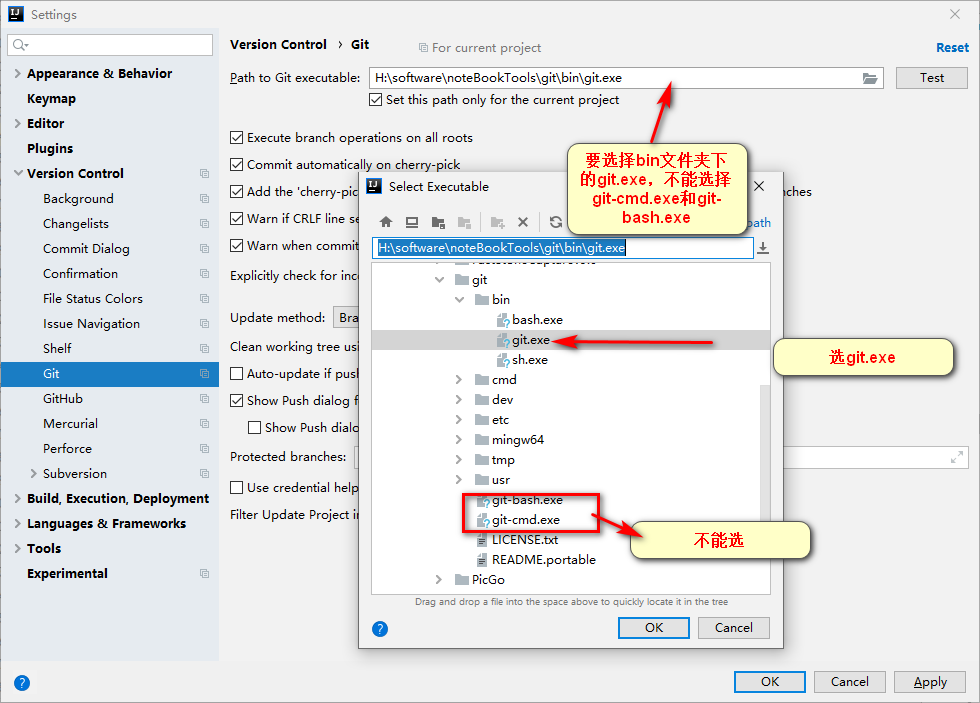 Settings
Version Control › Git
For current project
Reset
Path to Git executable: H:\software\noteBookTools\git\bin\git.exe
Test
Set this path only for the current project
Appearance & Behavior
Keymap
Editor
Plugins
Version Control
Background
Changelists
Commit Dialog
Confirmation
File Status Colors
Issue Navigation
Shelf
Git
GitHub
Mercurial
Perforce
Subversion
Build, Execution, Deployment
Languages & Frameworks
Tools
Experimental
Execute branch operations on all roots
Commit automatically on cherry-pick
Add the 'cherry-pic
nches
Warn if CRLF line se
Warn when commit
Explicitly check for inco
Update method: Bra
Clean working tree usi
Auto-update if push
Show Push dialog f
Show Push dialo
Protected branches:
Use credential help
Filter Update Project in
要选择bin文件夹下
的git.exe，不能选择
git-cmd.exe和git-
bash.exe
Select Executable
path
H:\software\noteBookTools\git\bin\git.exe
git
bin
bash.exe
git.exe
sh.exe
cmd
dev
etc
mingw64
tmp
usr
git-bash.exe
git-cmd.exe
LICENSE.txt
README.portable
PicGo
Drag and drop a file into the space above to quickly locate it in the tree
OK
Cancel
选git.exe
不能选
OK
Cancel
Apply